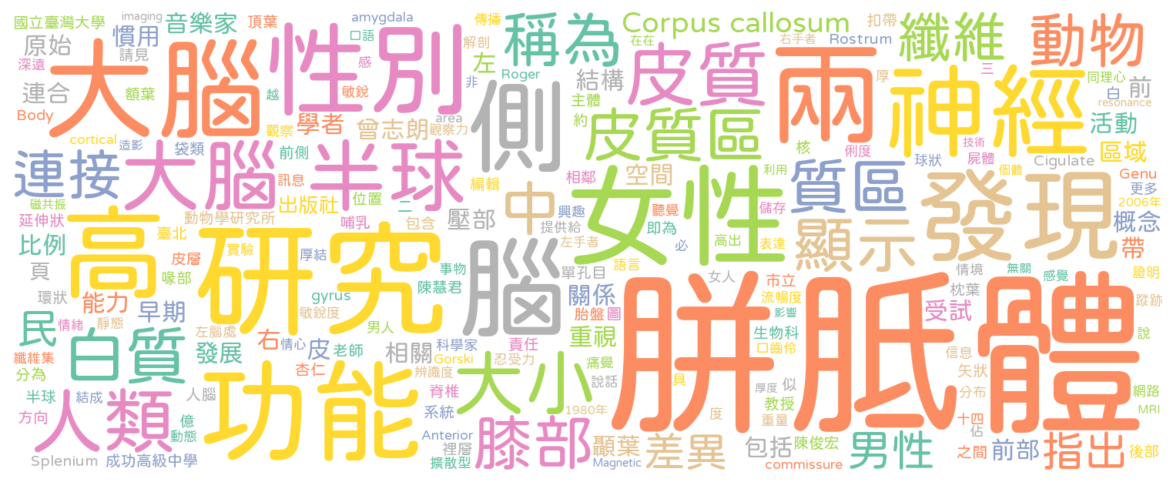 國立臺灣大學
imaging
音樂家
頂葉
amygdala
傳播
稱為
Corpus callosum
扣帶
纖維
動物
原始
慣用
請見
口語
解剖
在在
右手者
Rostrum
深遠
大腦
性別
感
左
非
Roger
結構
皮質
兩
厚
三
同理心
連合
額葉
越
敏銳
側
主體
神經
白
前
resonance
Body
學者
觀察
曾志朗
area
觀察力
約
皮質區
核
技術
活動
cortical
造影
袋類
前側
連接
大腦半球
訊息
位置
編輯
相鄰
空間
女性
利用
俐度
球狀
屍體
Cigulate
個體
區域
Genu
更多
2006年
磁共振
延伸狀
動物學研究所
出版社
哺乳
二
包含
壓部
中
興趣
提供給
聽覺
即為
儲存
質區
發現
概念
帶
比例
臺北
高
研究
實驗
厚結
左手者
必
高出
表達
顯示
頁
皮層
喙部
腦
事物
陳慧君
語言
單孔目
女人
情境
無關
感覺
證明
環狀
能力
早期
gyrus
敏銳度
關係
胎盤
圖
市立
流暢度
影響
枕葉
受試
蹤跡
民
情緒
靜態
左腦處
男人
科學家
責任
重視
生物科
口齒伶
說
白質
纖維集
分為
發展
右
情心
皮
老師
相關
Gorski
辨識度
忍受力
大小
痛覺
胼胝體
信息
矢狀
網路
半球
結成
人腦
杏仁
功能
脊椎
說話
具
厚度
似
教授
分布
MRI
人類
方向
億
動態
系統
1980年
度
重量
十四
佔
Anterior
裡層
膝部
顳葉
差異
包括
陳俊宏
男性
之間
前部
指出
後部
Splenium
成功高級中學
擴散型
Magnetic
commissure